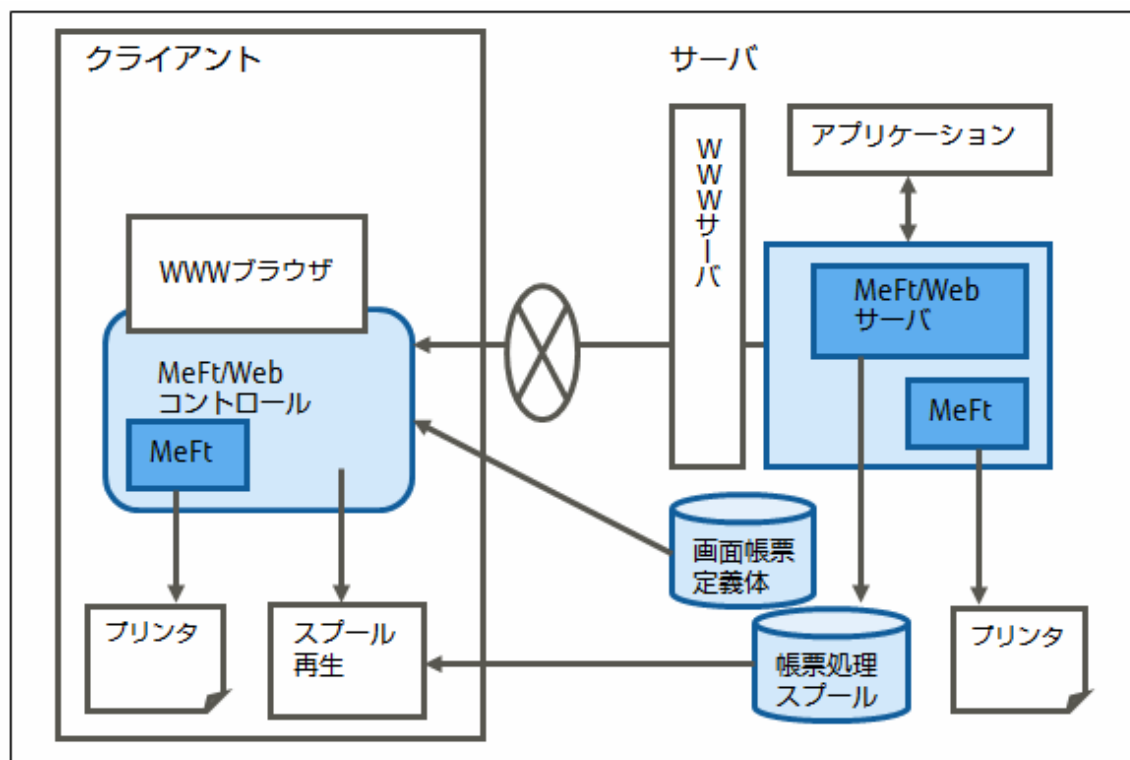 クライアント
サーバ
WWWサーバ
アプリケーション
WWWブラウザ
MeFt/Web
サーバ
MeFt/Web
コントロール
MeFt
MeFt
画面帳票
定義体
プリンタ
スプール
再生
帳票処理
スプール
プリンタ